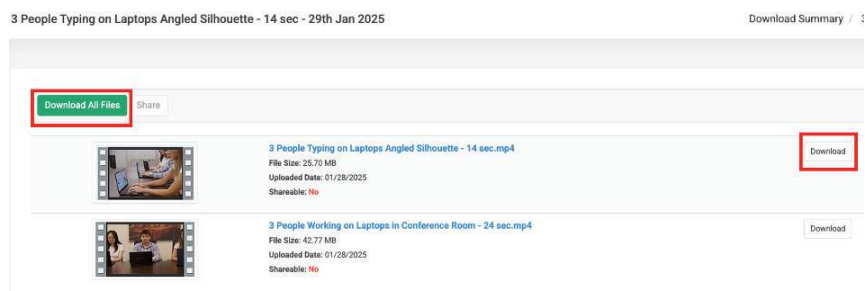 3 People Typing on Laptops Angled Silhouette - 14 sec - 29th Jan 2025
Download Summary / 3
Download All Files
Share
3 People Typing on Laptops Angled Silhouette - 14 sec.mp4
File Size: 25.70 MB
Uploaded Date: 01/28/2025
Shareable: No
Download
3 People Working on Laptops in Conference Room - 24 sec.mp4
File Size: 42.77 MB
Uploaded Date: 01/28/2025
Shareable: No
Download